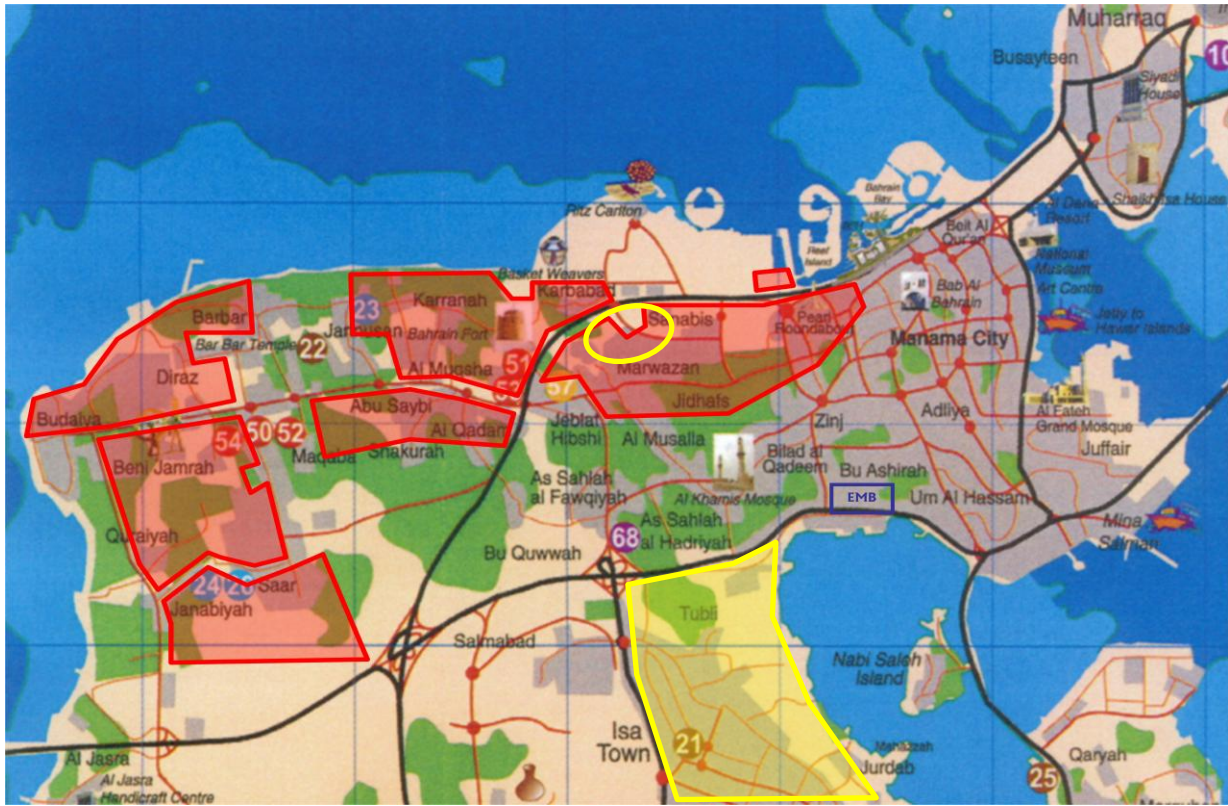 Muharraq
Busayteen
10
Siyadi
House
Shaikh Isa House
Ritz Carlton
Bahrain
Bay
Reef
Island
Beit Al
Qur'an
Al Dana
Resort
National
Museum
Art Centre
Basket Weavers
Karbabad
Karranah
Barbar
23
Jannusan
Bahrain Fort
Sanabis
Pearl
Roundabout
Bab Al
Bahrain
Jetty to
Hawar Islands
Bar Bar Temple
22
Manama City
Diraz
Al Muqsha
51
53
57
Marwazan
Jidhafs
Budaiya
Abu Saybi
Al Qadan
Jeblat
Hibshi
Al Musalla
Zinj
Adliya
Al Fateh
Grand Mosque
Juffair
54
50
52
Beni Jamrah
Maqaba
Shakurah
Bilad al
Qadeem
Bu Ashirah
As Sahlah
al Fawqiyah
Al Khamis Mosque
EMB
Um Al Hassam
Quraiyah
68
As Sahlah
al Hadriyah
Mina
Salman
Bu Quwwah
24
Saar
Janabiyah
Tubli
Salmabad
Nabi Saleh
Island
Isa
Town
21
Jurdab
Al Jasra
Al Jasra
Handicraft Centre
Qaryah
25